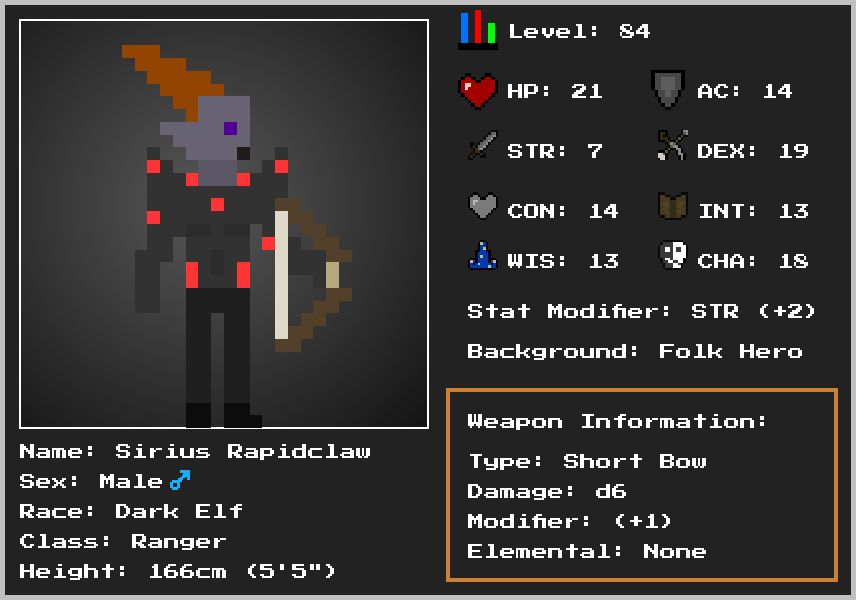 Level: 84
HP: 21 AC: 14
STR: 7 DEX: 19
CON: 14 INT: 13
WIS: 13 CHA: 18
Stat Modifier: STR (+2)
Background: Folk Hero
Weapon Information:
Type: Short Bow
Damage: d6
Modifier: (+1)
Elemental: None
Name: Sirius Rapidclaw
Sex: Male ♂
Race: Dark Elf
Class: Ranger
Height: 166cm (5'5")